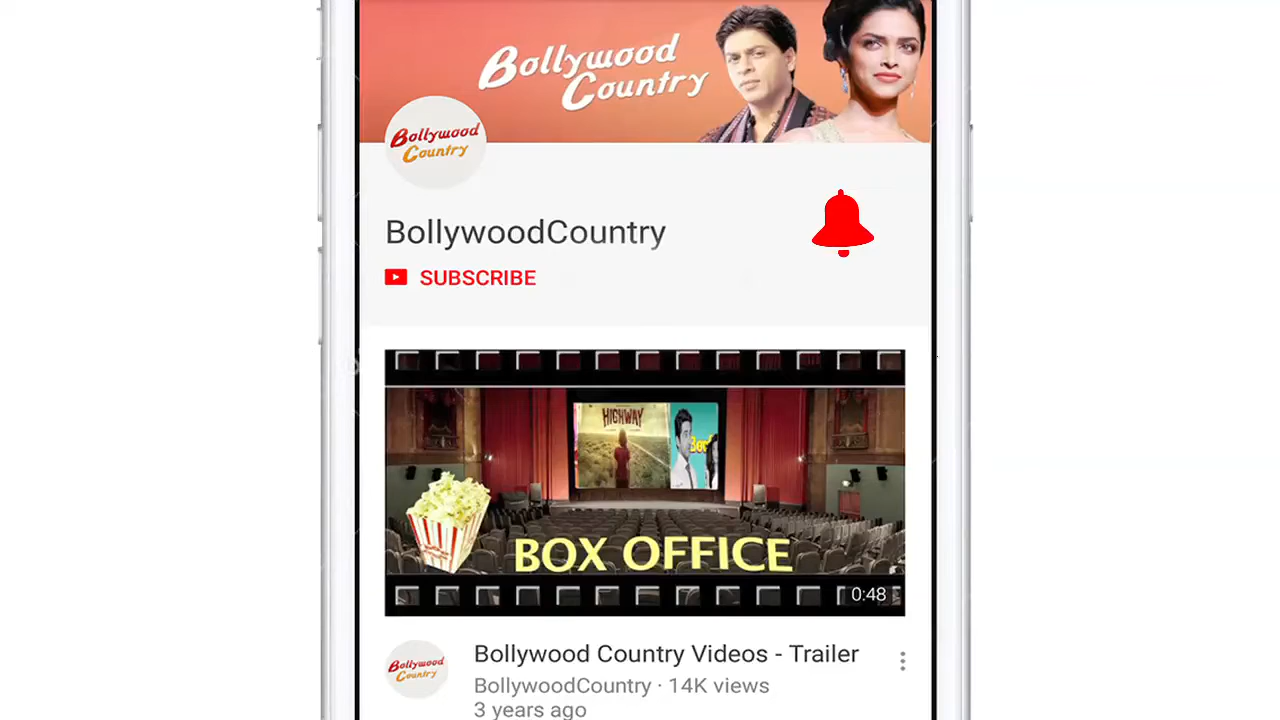 Bollywood
Country
Bollywood
Country
BollywoodCountry
SUBSCRIBE
HIGHWAY
BOX OFFICE
0:48
Bollywood
Country
Bollywood Country Videos - Trailer
BollywoodCountry · 14K views
3 years ago